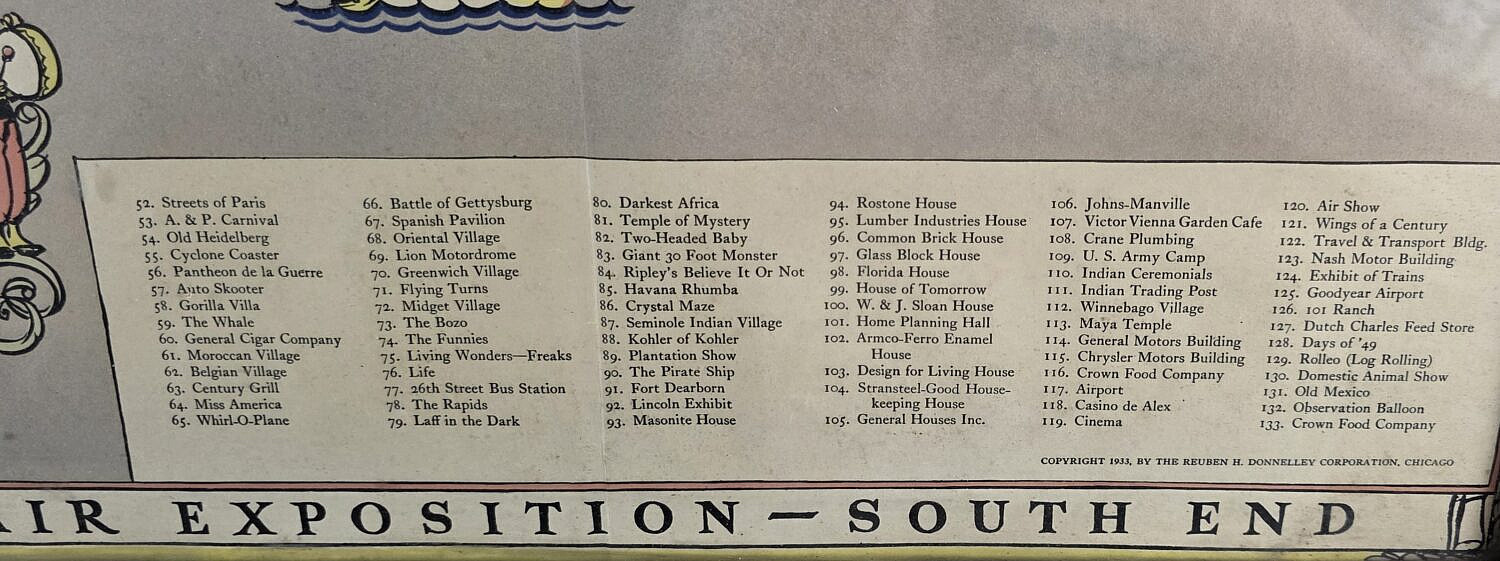 52. Streets of Paris
53. A. & P. Carnival
54. Old Heidelberg
55. Cyclone Coaster
56. Pantheon de la Guerre
57. Auto Skooter
58. Gorilla Villa
59. The Whale
60. General Cigar Company
61. Moroccan Village
62. Belgian Village
63. Century Grill
64. Miss America
65. Whirl-O-Plane
66. Battle of Gettysburg
67. Spanish Pavilion
68. Oriental Village
69. Lion Motordrome
70. Greenwich Village
71. Flying Turns
72. Midget Village
73. The Bozo
74. The Funnies
75. Living Wonders—Freaks
76. Life
77. 26th Street Bus Station
78. The Rapids
79. Laff in the Dark
80. Darkest Africa
81. Temple of Mystery
82. Two-Headed Baby
83. Giant 30 Foot Monster
84. Ripley's Believe It Or Not
85. Havana Rhumba
86. Crystal Maze
87. Seminole Indian Village
88. Kohler of Kohler
89. Plantation Show
90. The Pirate Ship
91. Fort Dearborn
92. Lincoln Exhibit
93. Masonite House
94. Rostone House
95. Lumber Industries House
96. Common Brick House
97. Glass Block House
98. Florida House
99. House of Tomorrow
100. W. & J. Sloan House
101. Home Planning Hall
102. Armco-Ferro Enamel
House
103. Design for Living House
104. Stransteel-Good House-
keeping House
105. General Houses Inc.
106. Johns-Manville
107. Victor Vienna Garden Cafe
108. Crane Plumbing
109. U. S. Army Camp
110. Indian Ceremonials
111. Indian Trading Post
112. Winnebago Village
113. Maya Temple
114. General Motors Building
115. Chrysler Motors Building
116. Crown Food Company
117. Airport
118. Casino de Alex
119. Cinema
120. Air Show
121. Wings of a Century
122. Travel & Transport Bldg.
123. Nash Motor Building
124. Exhibit of Trains
125. Goodyear Airport
126. 101 Ranch
127. Dutch Charles Feed Store
128. Days of '49
129. Rolleo (Log Rolling)
130. Domestic Animal Show
131. Old Mexico
132. Observation Balloon
133. Crown Food Company
COPYRIGHT 1933, BY THE REUBEN H. DONNELLEY CORPORATION, CHICAGO
AIR EXPOSITION — SOUTH END